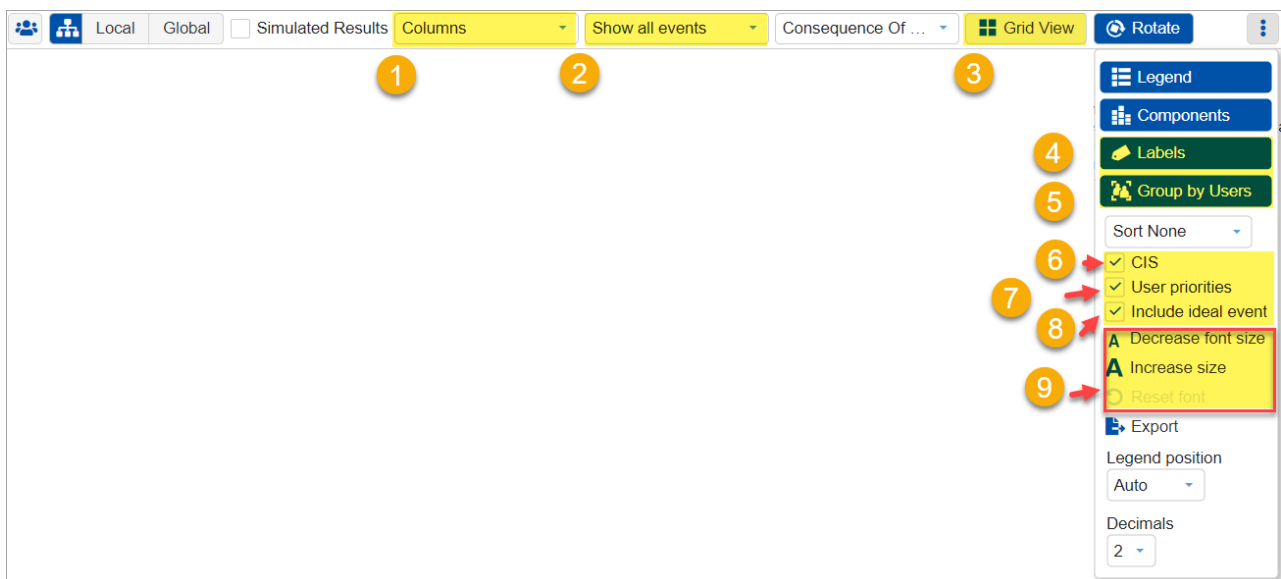 Local Global Simulated Results Columns Show all events Consequence Of ... Grid View Rotate
1 2 3
Legend
Components
4 Labels
5 Group by Users
Sort None
6 CIS
7 User priorities
8 Include ideal event
A Decrease font size
A Increase size
9 Reset font
Export
Legend position
Auto
Decimals
2